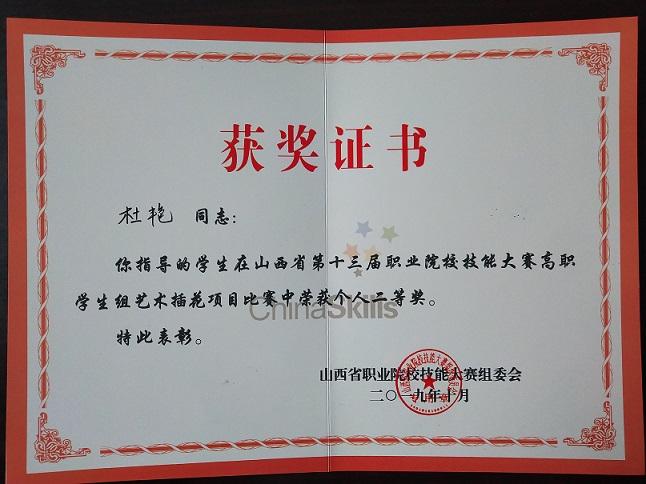 获奖证书
杜艳 同志：
你指导的学生在山西省第十三届职业院校技能大赛高职
学生组艺术插花项目比赛中荣获个人二等奖。
ChinaSkills
特此表彰。
山西省职业院校技能大赛组委会
二〇一九年十月